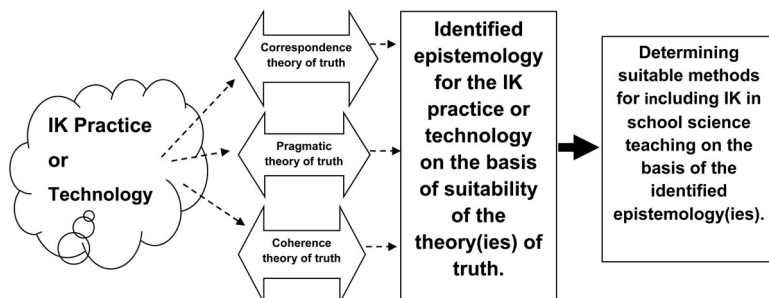 IK Practice
or
Technology
Correspondence
theory of truth
Pragmatic
theory of truth
Coherence
theory of truth
Identified
epistemology
for the IK
practice or
technology
on the basis
of suitability
of the
theory(ies) of
truth.
Determining
suitable methods
for including IK in
school science
teaching on the
basis of the
identified
epistemology(ies).